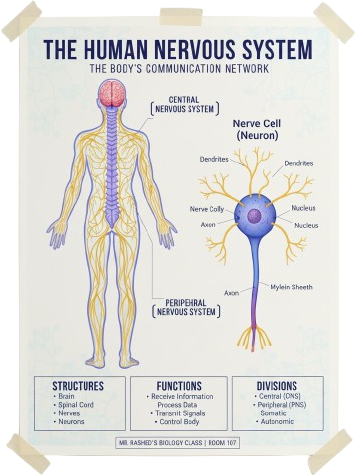 THE HUMAN NERVOUS SYSTEM
THE BODY'S COMMUNICATION NETWORK
CENTRAL
[NERVOUS SYSTEM]
Nerve Cell
(Neuron)
Dendrites
Dendrites
Nerve Colly
Nucleus
Axon
Nucleus
Axon
Mylein Sheeth
PERIPEHRAL
[NERVOUS SYSTEM]
STRUCTURES
• Brain
• Spinal Cord
• Nerves
• Neurons
FUNCTIONS
• Receive Information
Process Data
• Transnit Signals
• Control Body
DIVISIONS
• Central (ONS)
• Peripheral (PNS)
Somatic
• Autonomic
MR. RASHED'S BIOLOGY CLASS | ROOM 107